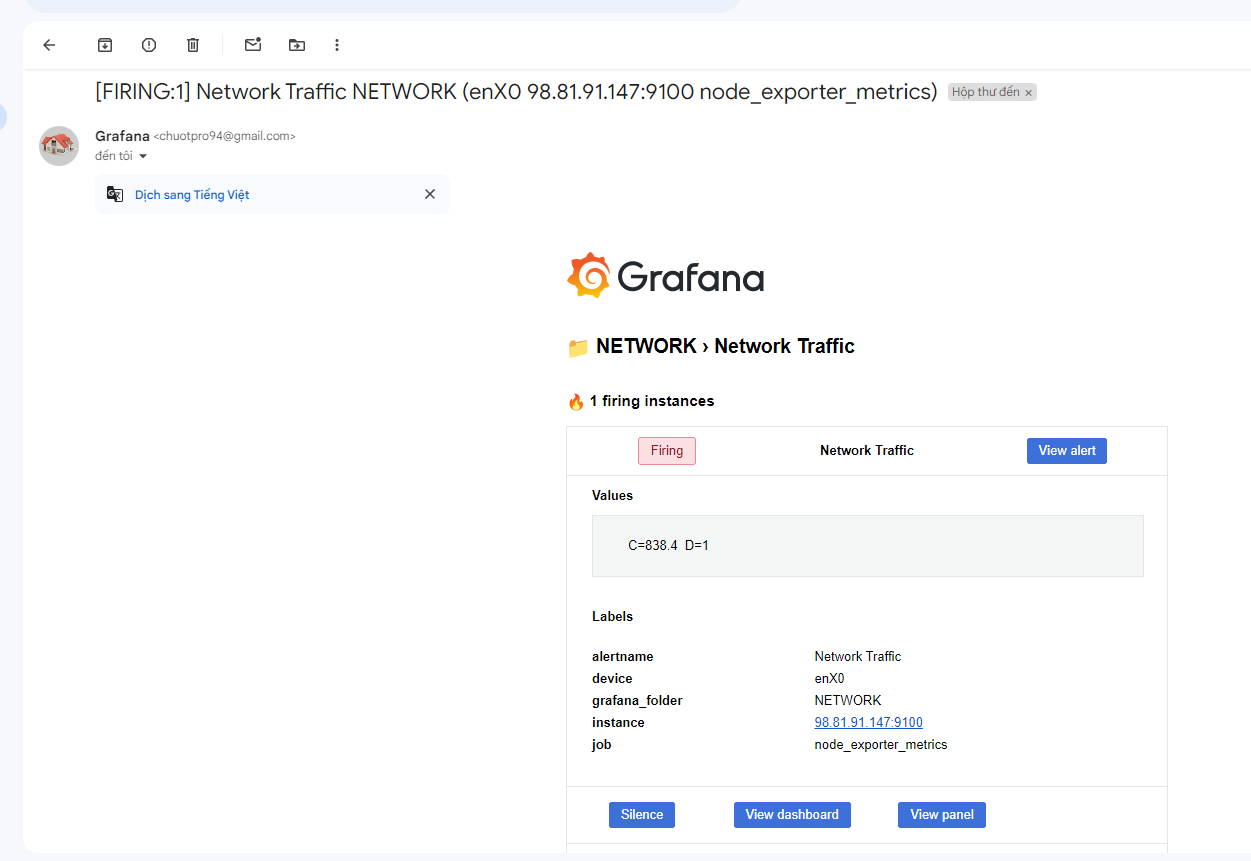 [FIRING:1] Network Traffic NETWORK (enX0 98.81.91.147:9100 node_exporter_metrics) Hộp thư đến ×
Grafana <chuotpro94@gmail.com>
đến tôi
Dịch sang Tiếng Việt
Grafana
NETWORK › Network Traffic
1 firing instances
Firing Network Traffic View alert
Values
C=838.4 D=1
Labels
alertname Network Traffic
device enX0
grafana_folder NETWORK
instance 98.81.91.147:9100
job node_exporter_metrics
Silence View dashboard View panel